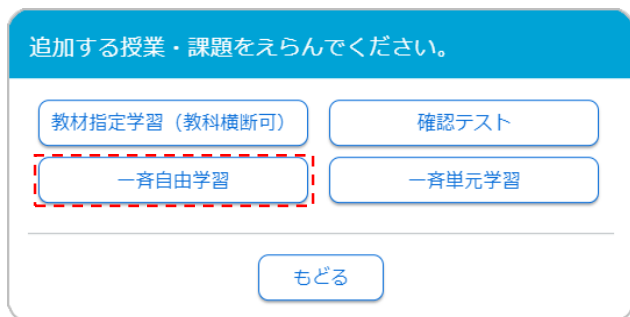 追加する授業・課題をえらんでください。
教材指定学習（教科横断可）
確認テスト
一斉自由学習
一斉単元学習
もどる